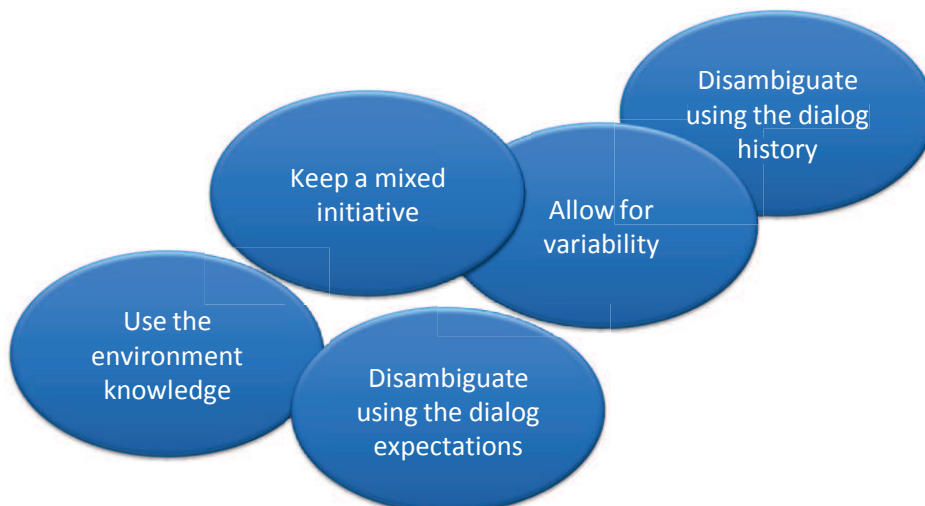 Disambiguate
using the dialog
history
Keep a mixed
initiative
Allow for
variability
Use the
environment
knowledge
Disambiguate
using the dialog
expectations